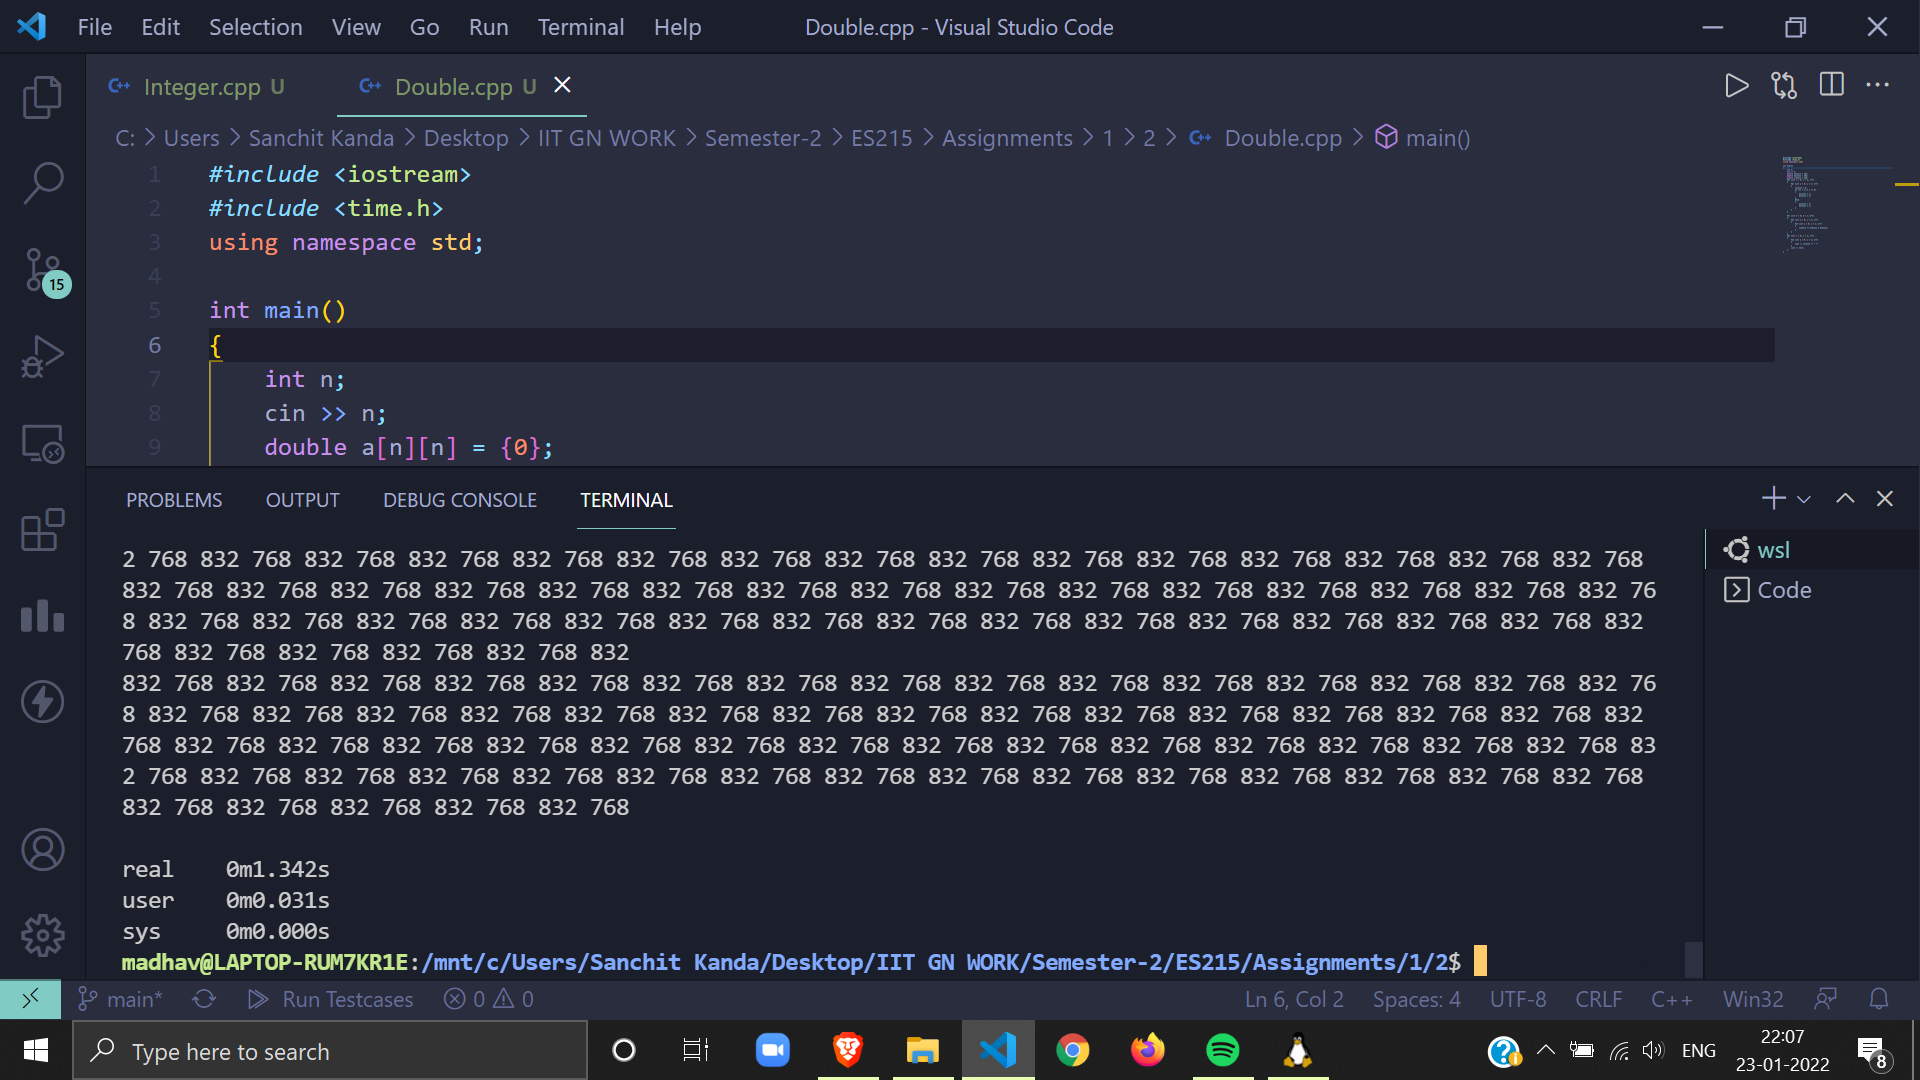 File Edit Selection View Go Run Terminal Help Double.cpp - Visual Studio Code
Integer.cpp U Double.cpp U
C: > Users > Sanchit Kanda > Desktop > IIT GN WORK > Semester-2 > ES215 > Assignments > 1 > 2 > Double.cpp > main()
1 #include <iostream>
2 #include <time.h>
3 using namespace std;
4
5 int main()
6 {
7 int n;
8 cin >> n;
9 double a[n][n] = {0};
15
PROBLEMS OUTPUT DEBUG CONSOLE TERMINAL
2 768 832 768 832 768 832 768 832 768 832 768 832 768 832 768 832 768 832 768 832 768 832 768 832 768 832 768 832 768
832 768 832 768 832 768 832 768 832 768 832 768 832 768 832 768 832 768 832 768 832 768 832 768 832 768 832 768 832 76
8 832 768 832 768 832 768 832 768 832 768 832 768 832 768 832 768 832 768 832 768 832 768 832 768 832 768 832 768 832
768 832 768 832 768 832 768 832 768 832
832 768 832 768 832 768 832 768 832 768 832 768 832 768 832 768 832 768 832 768 832 768 832 768 832 768 832 768 832 76
8 832 768 832 768 832 768 832 768 832 768 832 768 832 768 832 768 832 768 832 768 832 768 832 768 832 768 832 768 832
768 832 768 832 768 832 768 832 768 832 768 832 768 832 768 832 768 832 768 832 768 832 768 832 768 832 768 832 768 83
2 768 832 768 832 768 832 768 832 768 832 768 832 768 832 768 832 768 832 768 832 768 832 768 832 768 832 768 832 768
832 768 832 768 832 768 832 768 832 768
wsl
Code
real 0m1.342s
user 0m0.031s
sys 0m0.000s
madhav@LAPTOP-RUM7KR1E:/mnt/c/Users/Sanchit Kanda/Desktop/IIT GN WORK/Semester-2/ES215/Assignments/1/2$
main* Run Testcases 0 0 Ln 6, Col 2 Spaces: 4 UTF-8 CRLF C++ Win32
Type here to search ENG 22:07
23-01-2022
8